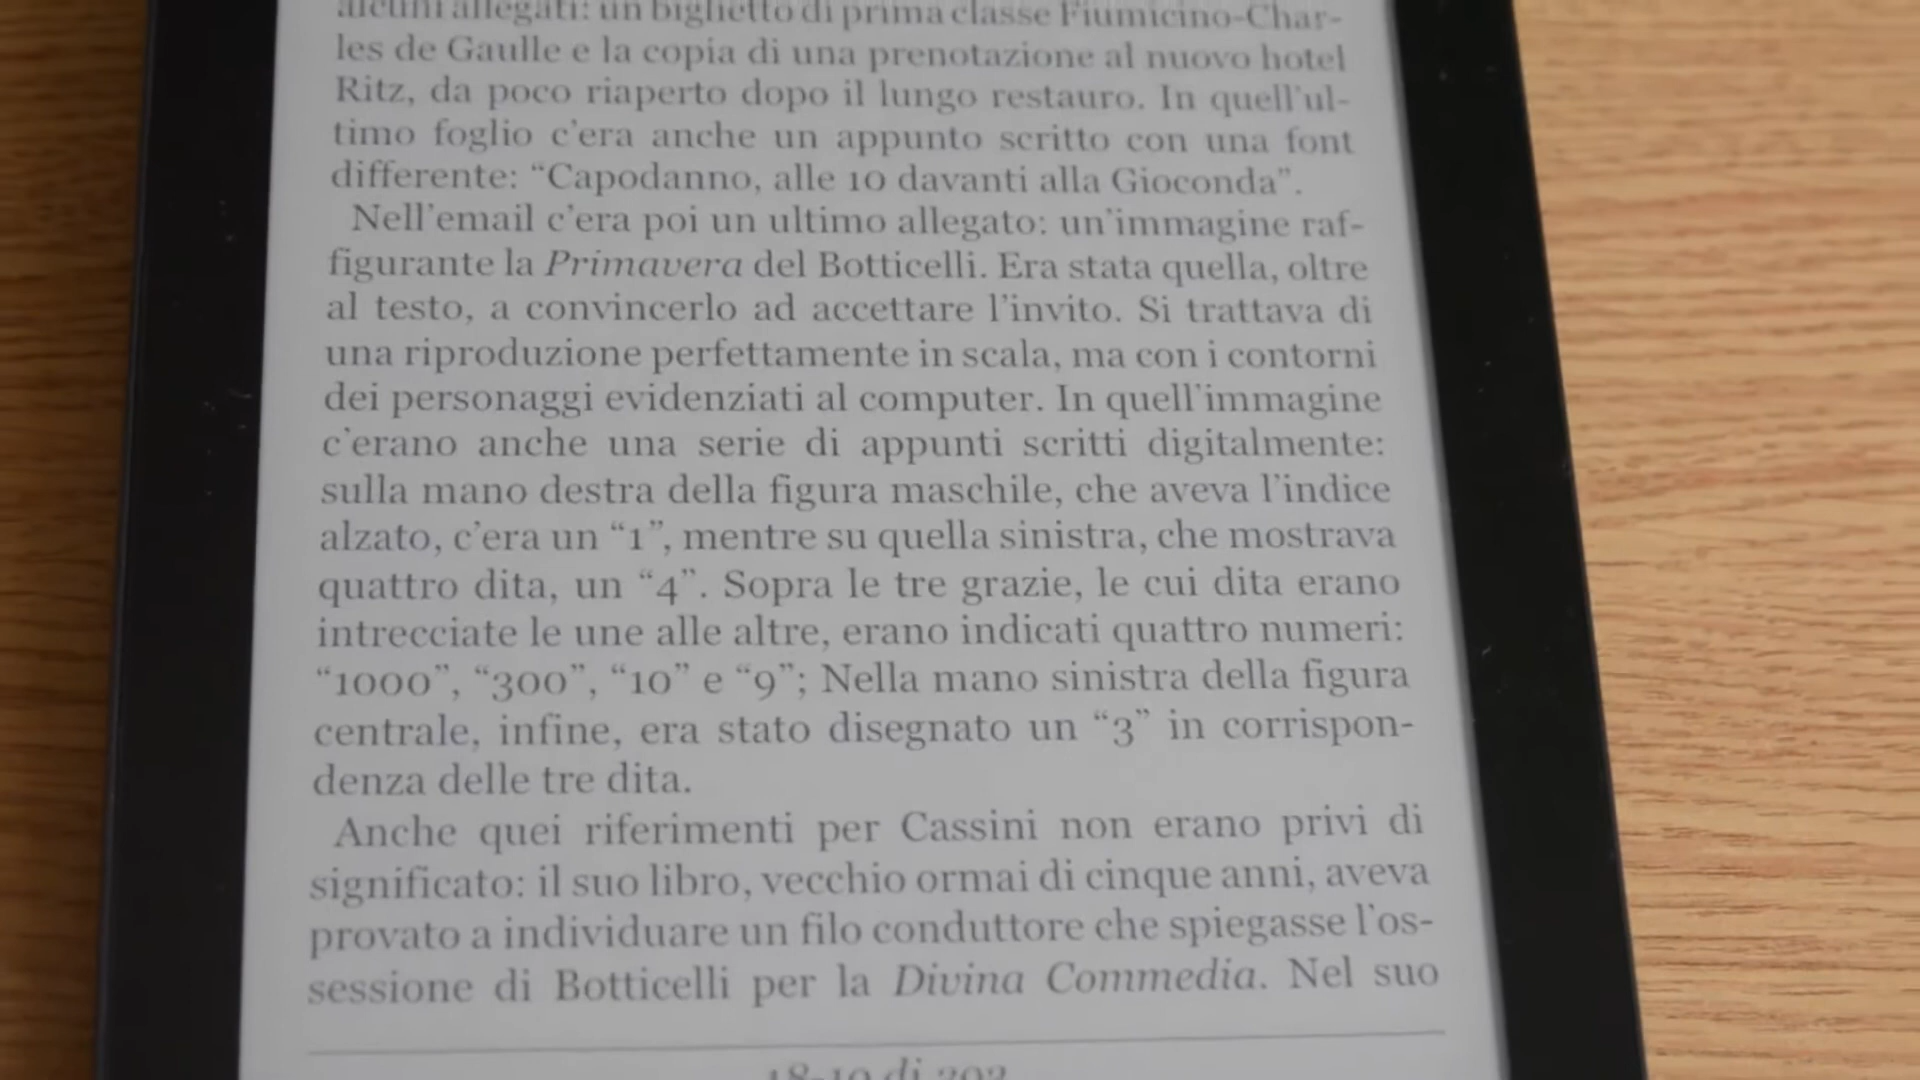 alcuni allegati: un biglietto di prima classe Fiumicino-Char-
les de Gaulle e la copia di una prenotazione al nuovo hotel
Ritz, da poco riaperto dopo il lungo restauro. In quell'ul-
timo foglio c'era anche un appunto scritto con una font
differente: “Capodanno, alle 10 davanti alla Gioconda”.
Nell'email c'era poi un ultimo allegato: un'immagine raf-
figurante la Primavera del Botticelli. Era stata quella, oltre
al testo, a convincerlo ad accettare l'invito. Si trattava di
una riproduzione perfettamente in scala, ma con i contorni
dei personaggi evidenziati al computer. In quell'immagine
c'erano anche una serie di appunti scritti digitalmente:
sulla mano destra della figura maschile, che aveva l'indice
alzato, c'era un “1”, mentre su quella sinistra, che mostrava
quattro dita, un “4”. Sopra le tre grazie, le cui dita erano
intrecciate le une alle altre, erano indicati quattro numeri:
“1000”, “300”, “10” e “9”; Nella mano sinistra della figura
centrale, infine, era stato disegnato un “3” in corrispon-
denza delle tre dita.
Anche quei riferimenti per Cassini non erano privi di
significato: il suo libro, vecchio ormai di cinque anni, aveva
provato a individuare un filo conduttore che spiegasse l'os-
sessione di Botticelli per la Divina Commedia. Nel suo
18-19 di 202